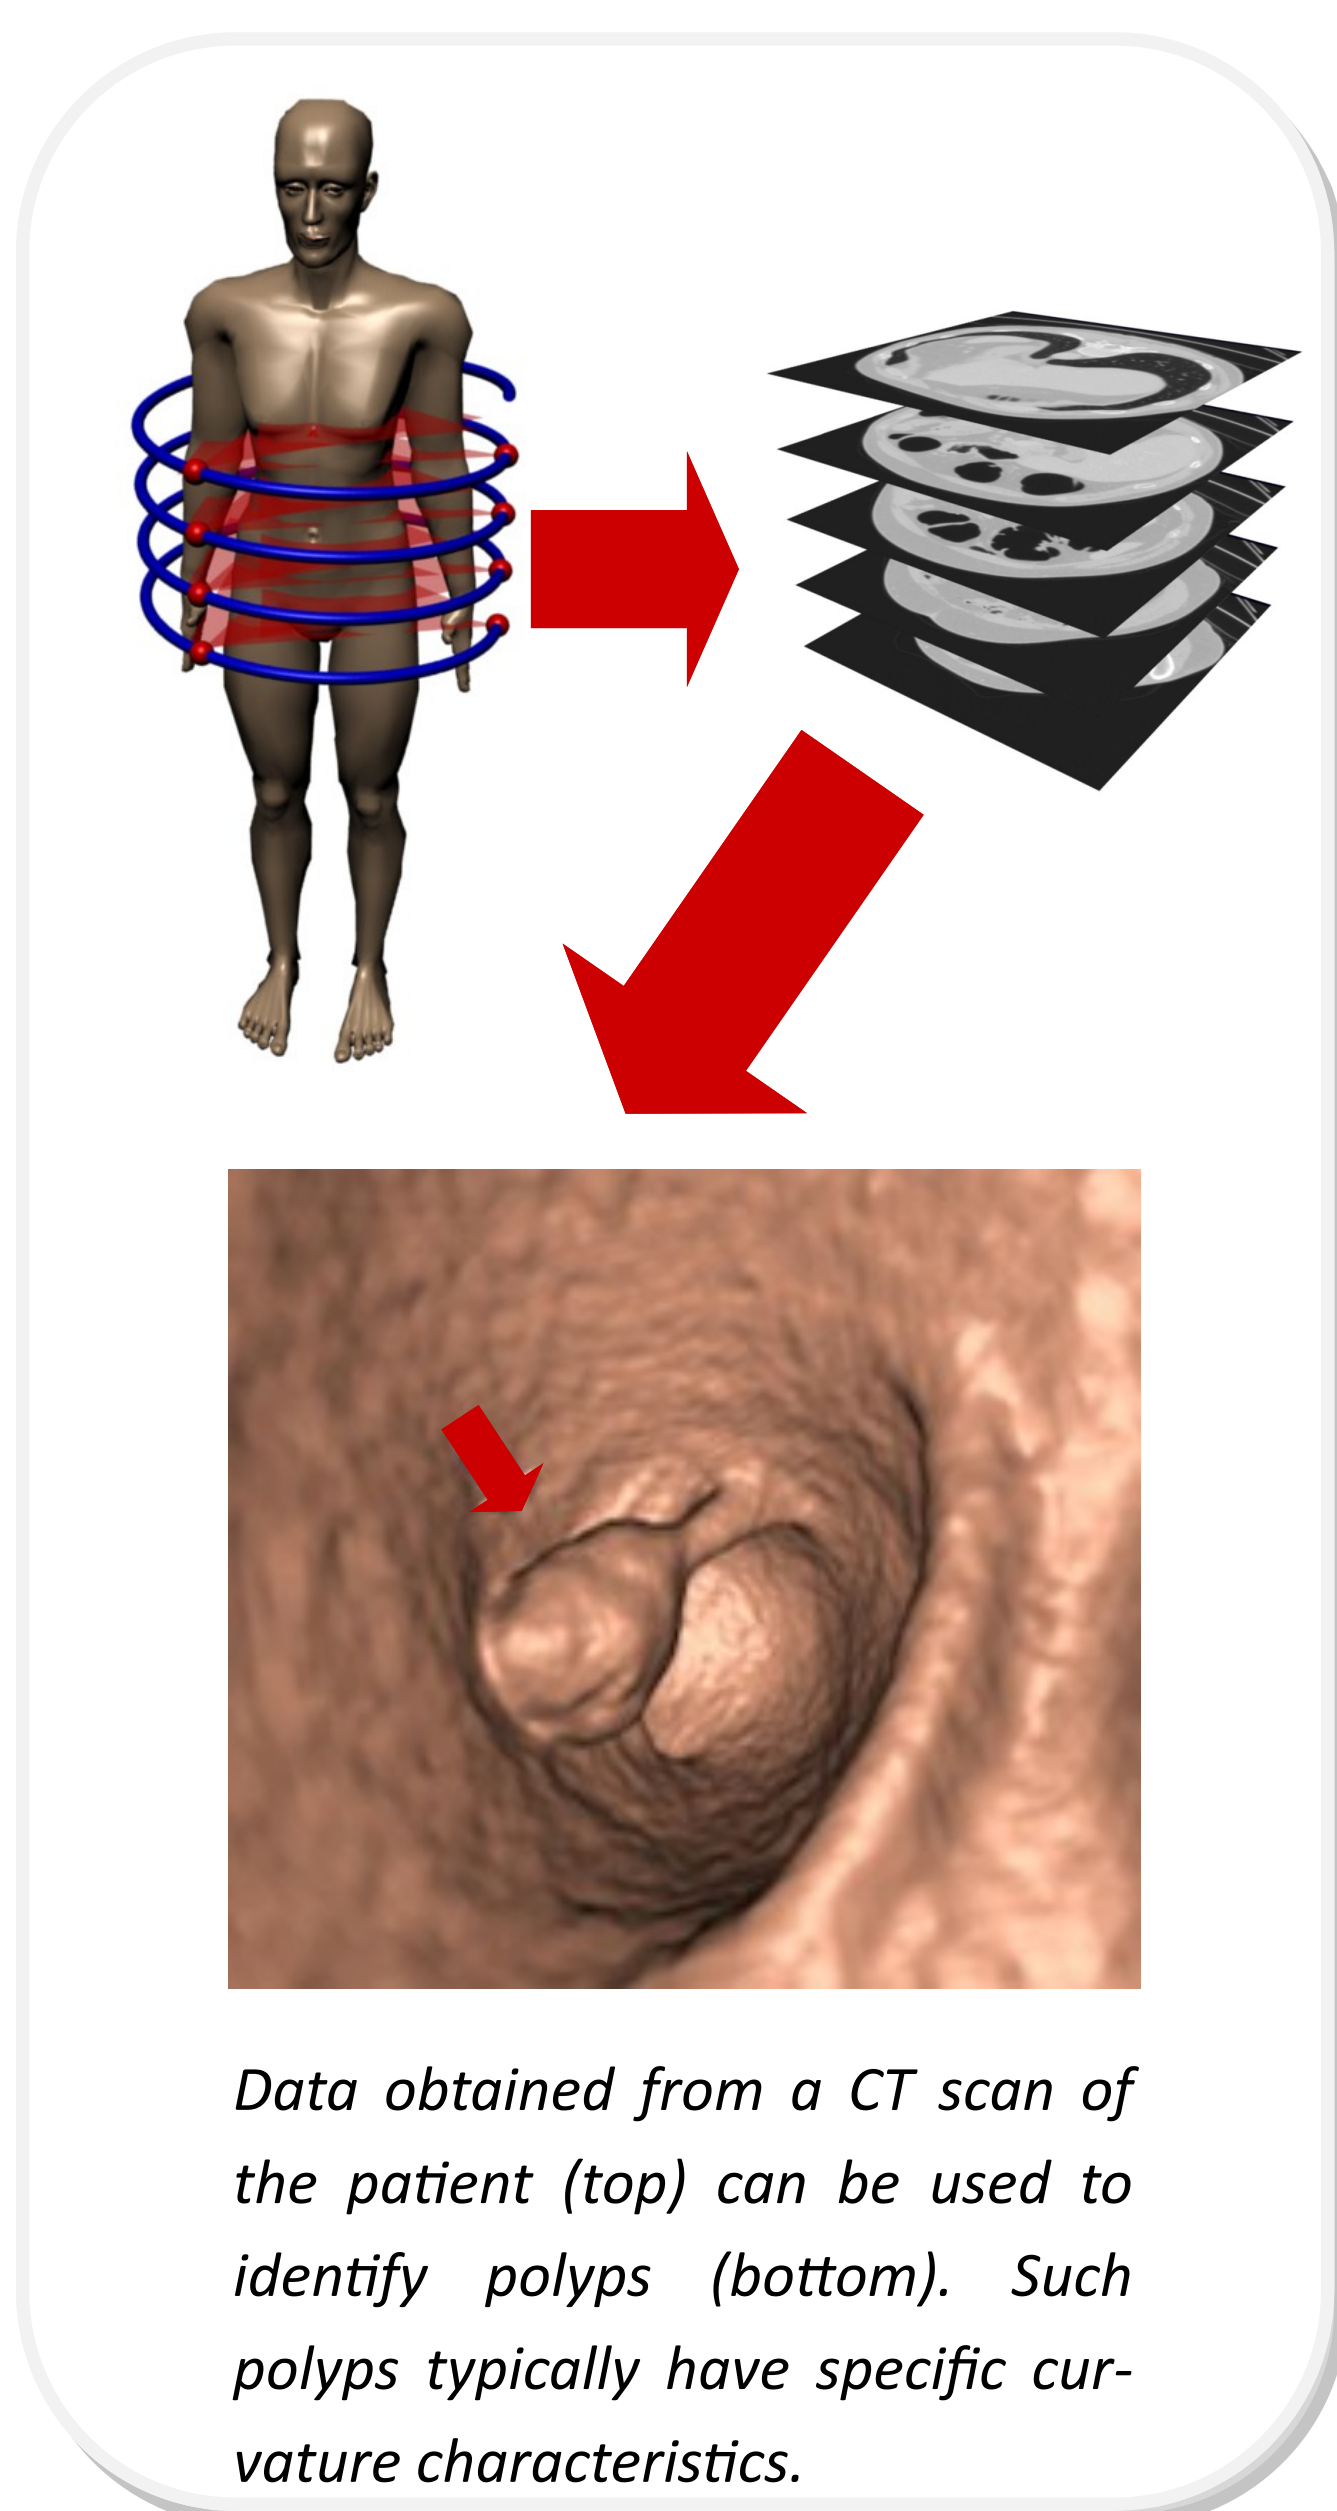 Data obtained from a CT scan of
the patient (top) can be used to
identify polyps (bottom). Such
polyps typically have specific cur-
vature characteristics.